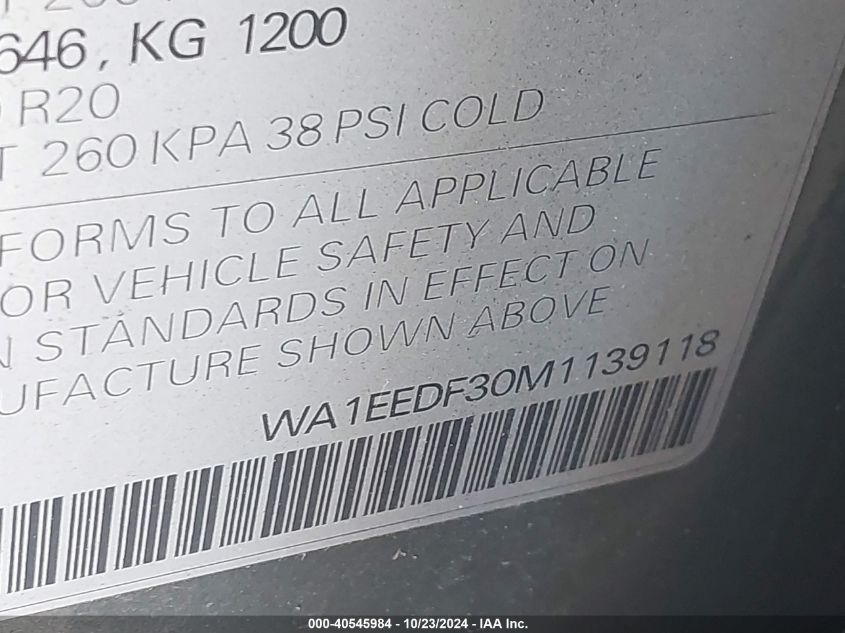 646, KG 1200
R20
T 260 KPA 38 PSI COLD
FORMS TO ALL APPLICABLE
OR VEHICLE SAFETY AND
N STANDARDS IN EFFECT ON
UFACTURE SHOWN ABOVE
WA1EEDF30M1139118
000-40545984 - 10/23/2024 - IAA Inc.